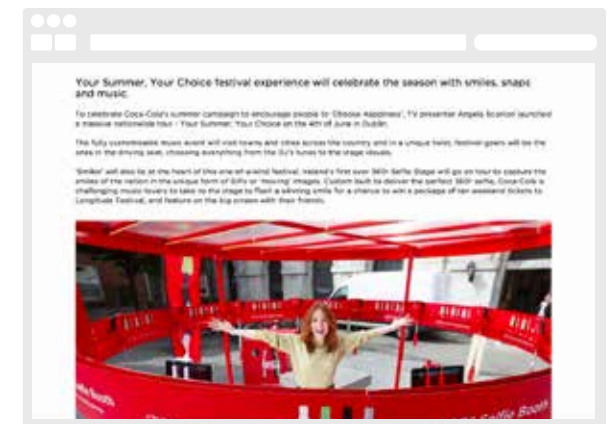 Your Summer, Your Choice festival experience will celebrate the season with smiles, snaps
and music.
To celebrate Coca-Cola's summer campaign to encourage people to 'Choose Happiness', TV presenter Angela Scanlon launched
a massive nationwide tour - Your Summer, Your Choice on the 4th of June in Dublin.
This fully customisable music event will visit towns and cities across the country and in a unique twist, festival-goers will be the
ones in the driving seat, choosing everything from the DJ's tunes to the stage visuals.
'Smiles' will also be at the heart of this one-of-a-kind festival. Ireland's first ever 360° Selfie Stage will go on tour to capture the
smiles of the nation in the unique form of GIFs or 'moving' images. Custom built to deliver the perfect 360° selfie, Coca-Cola is
challenging music-lovers to take to the stage to flash a winning smile for a chance to win a package of ten weekend tickets to
Longitude Festival, and feature on the big screen with their friends.
Booth
Selfie Booth